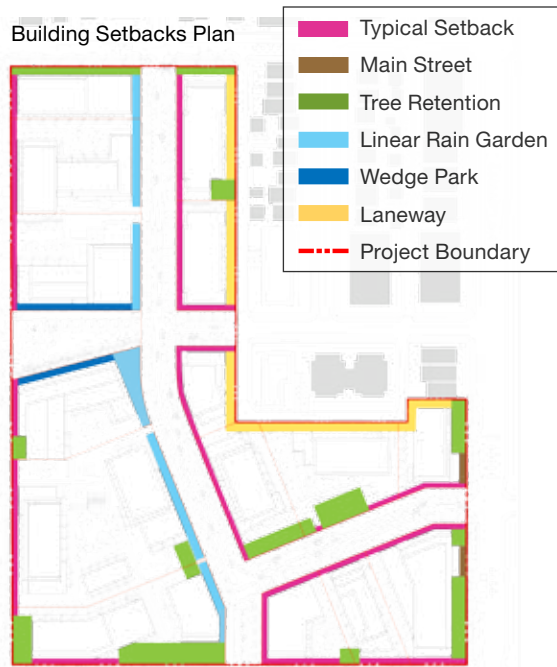 Building Setbacks Plan
Typical Setback
Main Street
Tree Retention
Linear Rain Garden
Wedge Park
Laneway
Project Boundary